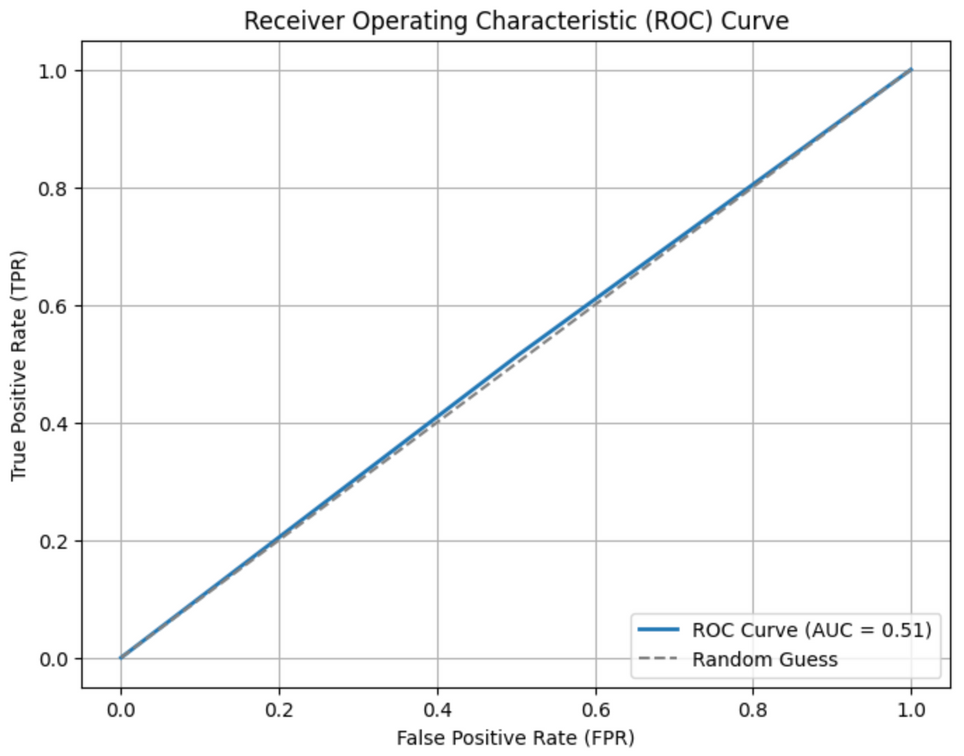 Receiver Operating Characteristic (ROC) Curve
1.0
0.8
0.6
0.4
0.2
0.0
True Positive Rate (TPR)
ROC Curve (AUC = 0.51)
Random Guess
0.0 0.2 0.4 0.6 0.8 1.0
False Positive Rate (FPR)